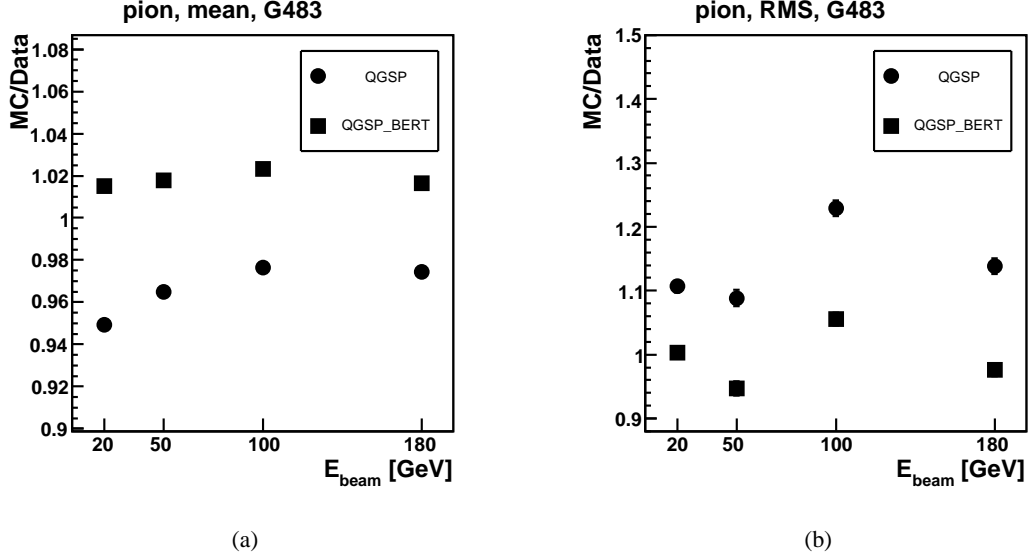 pion, mean, G483
MC/Data
1.08
1.06
1.04
1.02
1
0.98
0.96
0.94
0.92
0.9
QGSP
QGSP_BERT
20 50 100 180
E_beam [GeV]
(a)
pion, RMS, G483
MC/Data
1.5
1.4
1.3
1.2
1.1
1
0.9
QGSP
QGSP_BERT
20 50 100 180
E_beam [GeV]
(b)